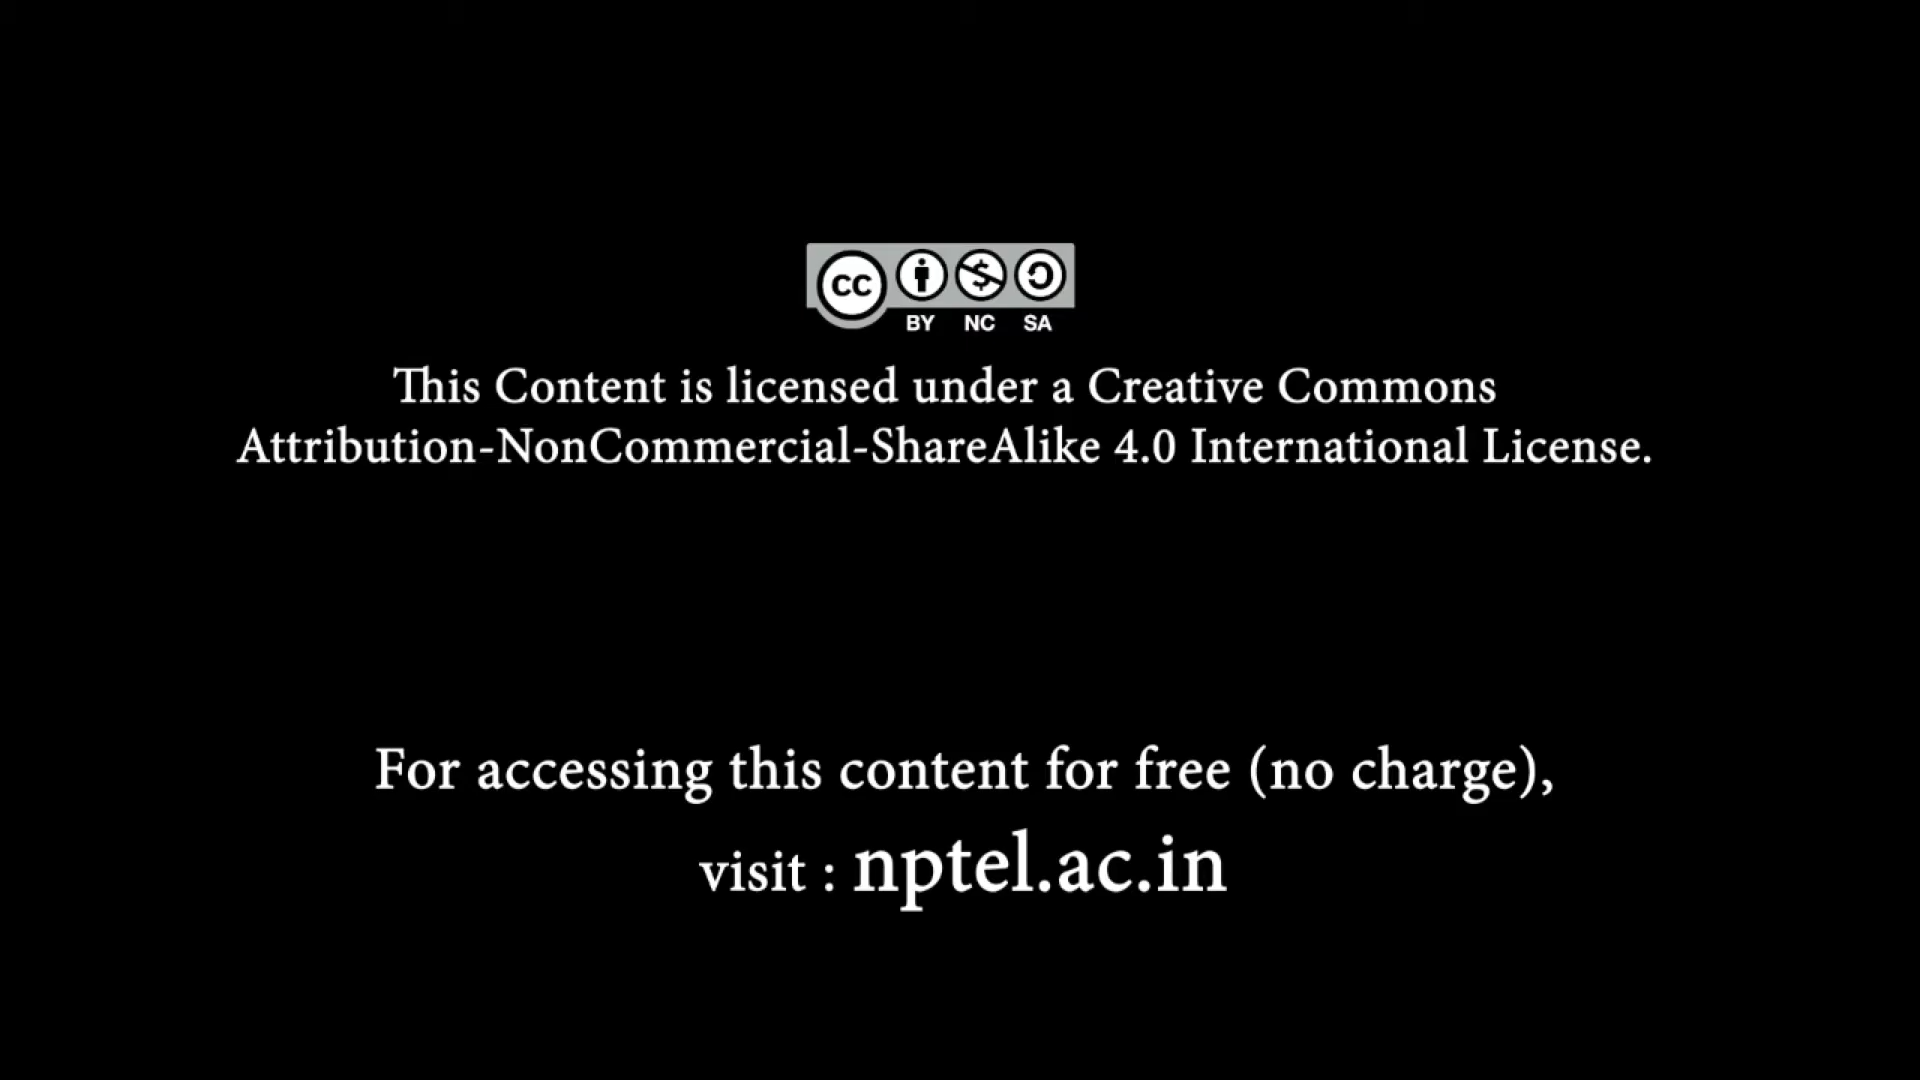 CC BY NC SA
This Content is licensed under a Creative Commons
Attribution-NonCommercial-ShareAlike 4.0 International License.
For accessing this content for free (no charge),
visit : nptel.ac.in